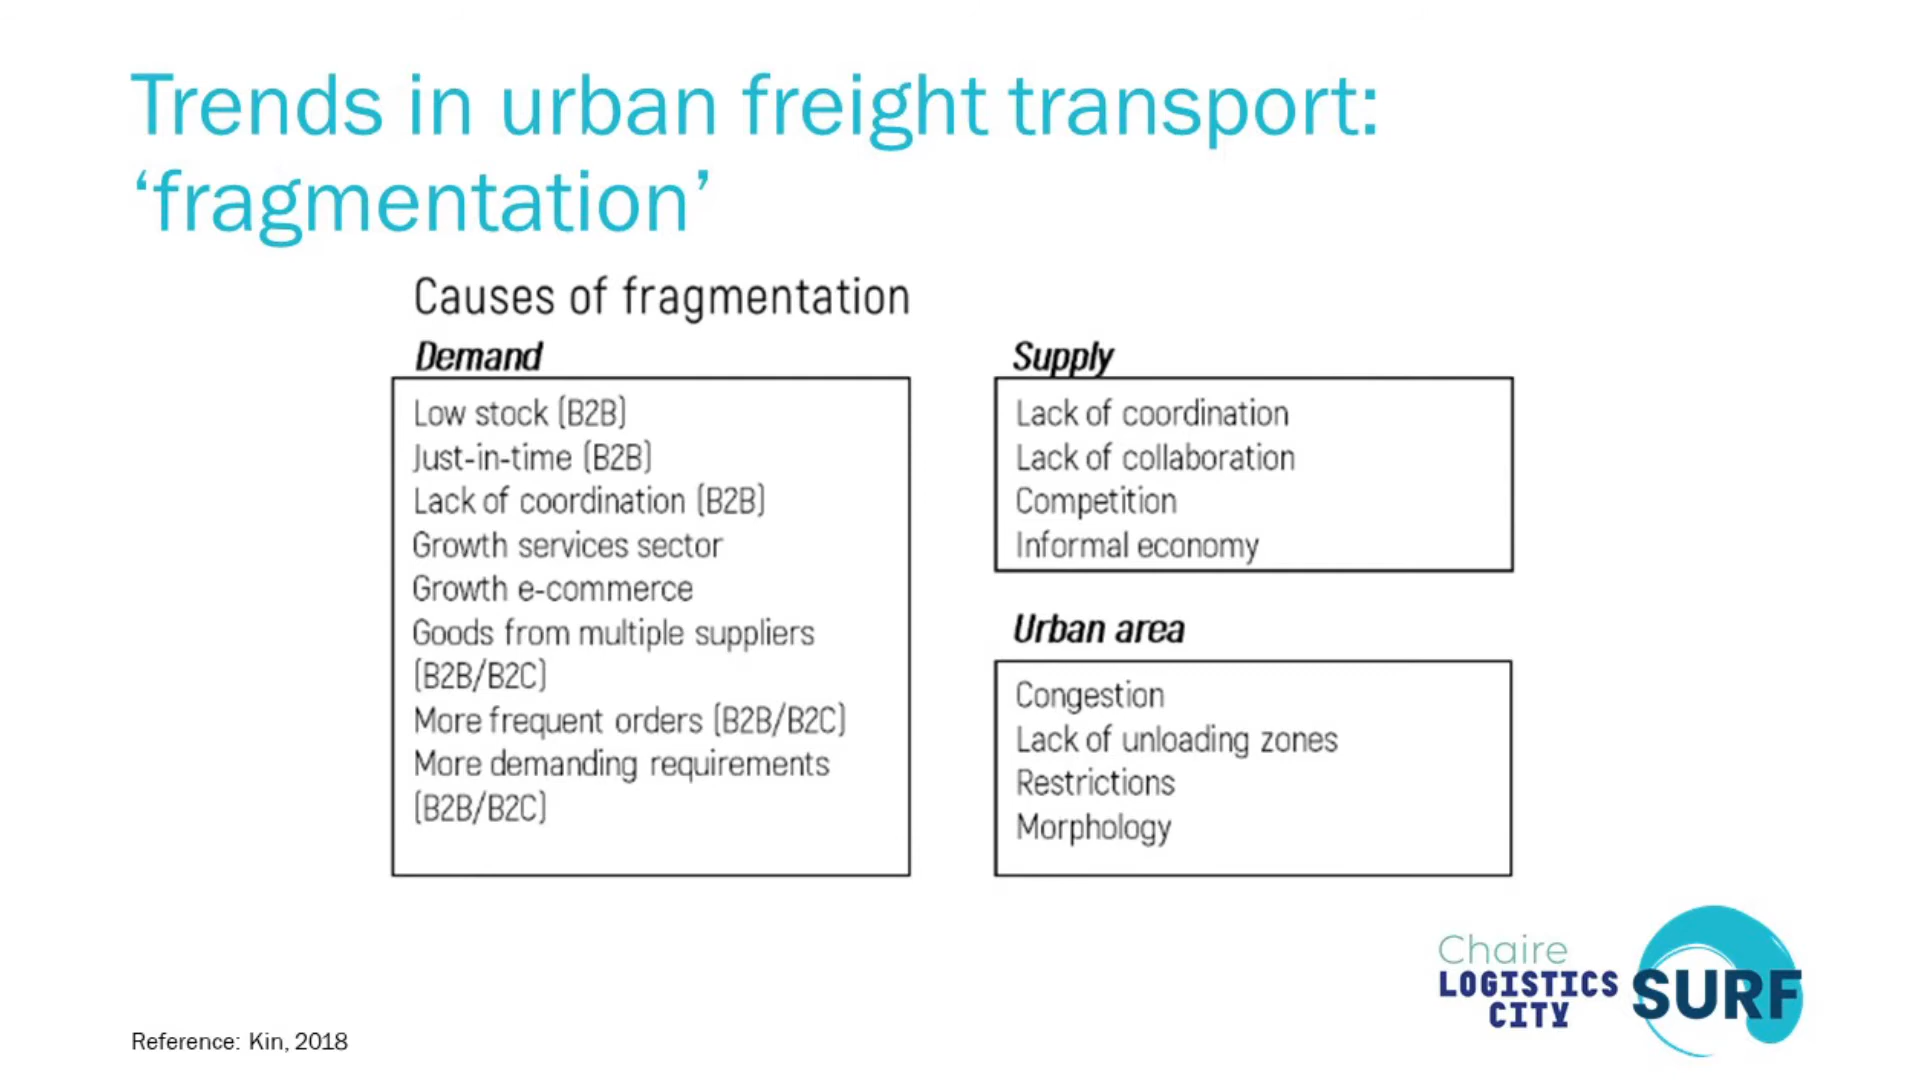 Trends in urban freight transport:
‘fragmentation’
Causes of fragmentation
Demand
Low stock (B2B)
Just-in-time (B2B)
Lack of coordination (B2B)
Growth services sector
Growth e-commerce
Goods from multiple suppliers
(B2B/B2C)
More frequent orders (B2B/B2C)
More demanding requirements
(B2B/B2C)
Supply
Lack of coordination
Lack of collaboration
Competition
Informal economy
Urban area
Congestion
Lack of unloading zones
Restrictions
Morphology
Chaire
LOGISTICS
CITY
SURF
Reference: Kin, 2018